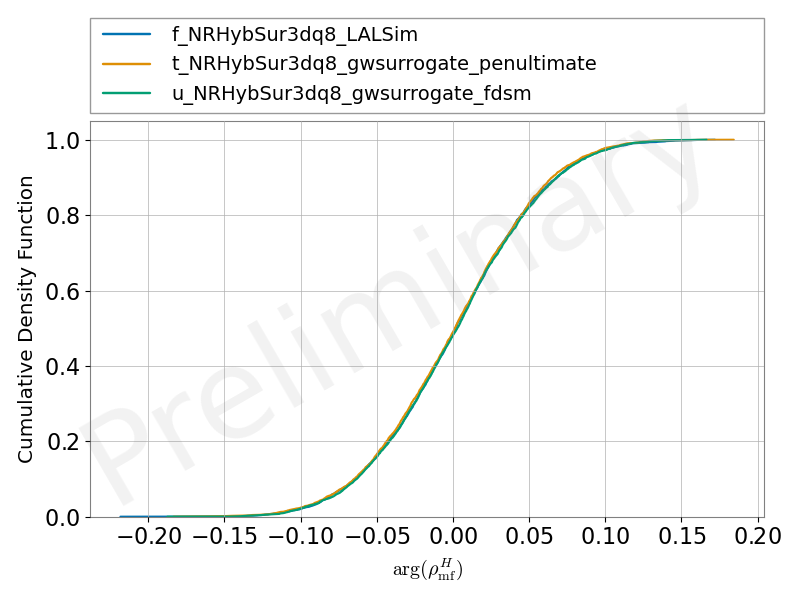 f_NRHybSur3dq8_LALSim
t_NRHybSur3dq8_gwsurrogate_penultimate
u_NRHybSur3dq8_gwsurrogate_fdsm
Preliminary
Cumulative Density Function
1.0
0.8
0.6
0.4
0.2
0.0
−0.20 −0.15 −0.10 −0.05 0.00 0.05 0.10 0.15 0.20
arg(ρ_mf^H)